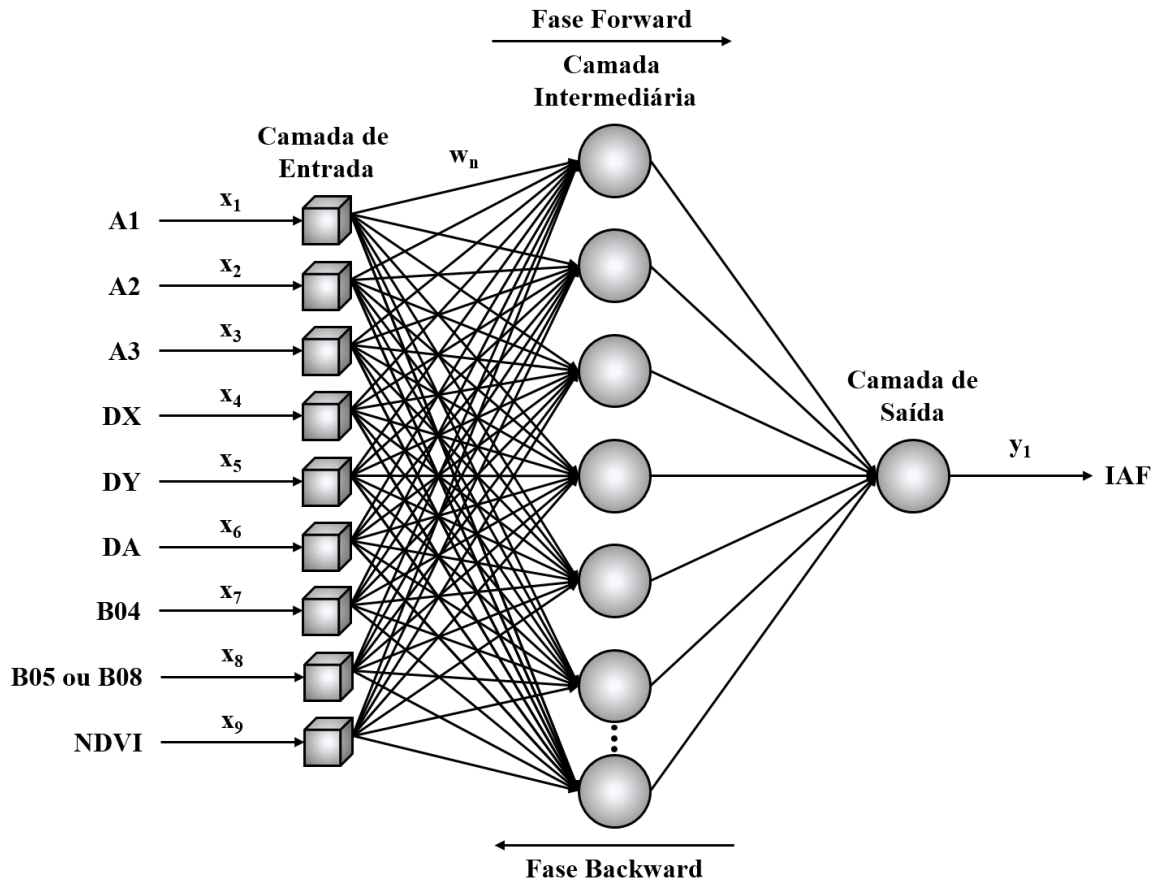 Fase Forward
Camada
Intermediária
Camada de
Entrada
wₙ
A1
x₁
A2
x₂
A3
x₃
DX
x₄
DY
x₅
DA
x₆
B04
x₇
B05 ou B08
x₈
NDVI
x₉
Camada de
Saída
y₁
IAF
Fase Backward